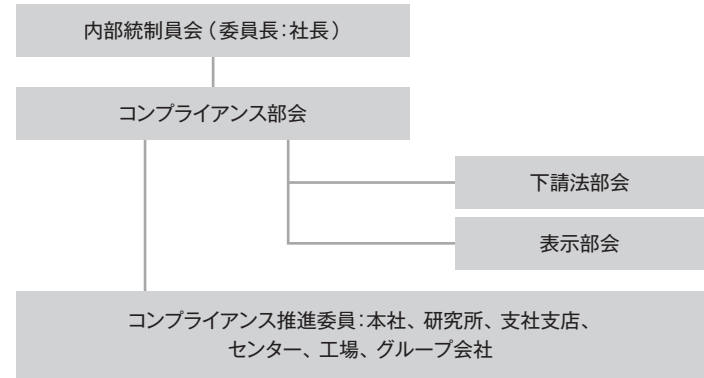 内部統制員会（委員長：社長）
コンプライアンス部会
下請法部会
表示部会
コンプライアンス推進委員：本社、研究所、支社支店、
センター、工場、グループ会社